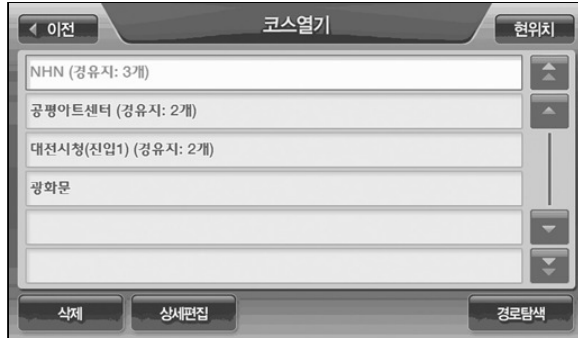 이전
코스열기
현위치
NHN (경유지: 3개)
공평아트센터 (경유지: 2개)
대전시청(진입1) (경유지: 2개)
광화문
삭제
상세편집
경로탐색